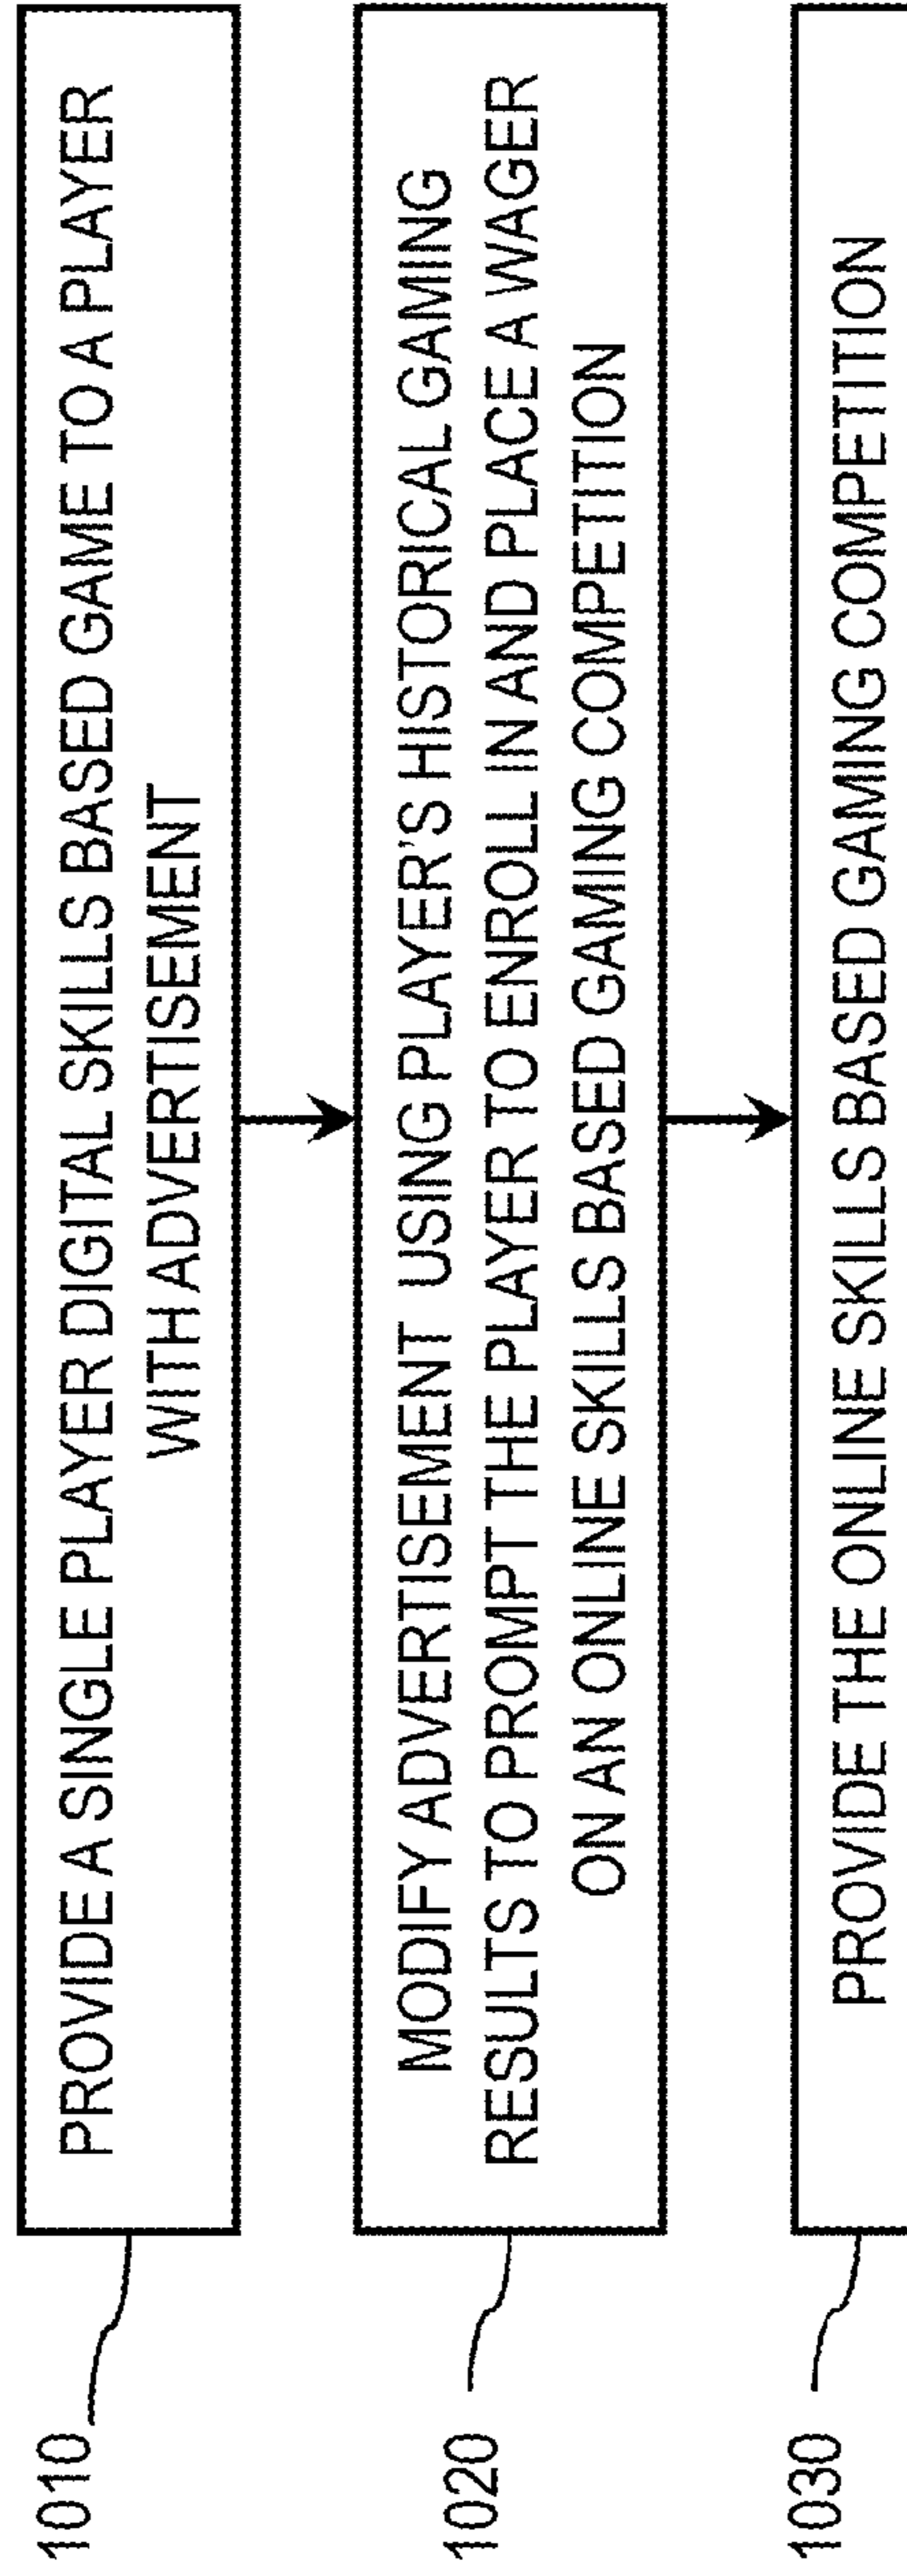 1010
PROVIDE A SINGLE PLAYER DIGITAL SKILLS BASED GAME TO A PLAYER
WITH ADVERTISEMENT
1020
MODIFY ADVERTISEMENT USING PLAYER'S HISTORICAL GAMING
RESULTS TO PROMPT THE PLAYER TO ENROLL IN AND PLACE A WAGER
ON AN ONLINE SKILLS BASED GAMING COMPETITION
1030
PROVIDE THE ONLINE SKILLS BASED GAMING COMPETITION